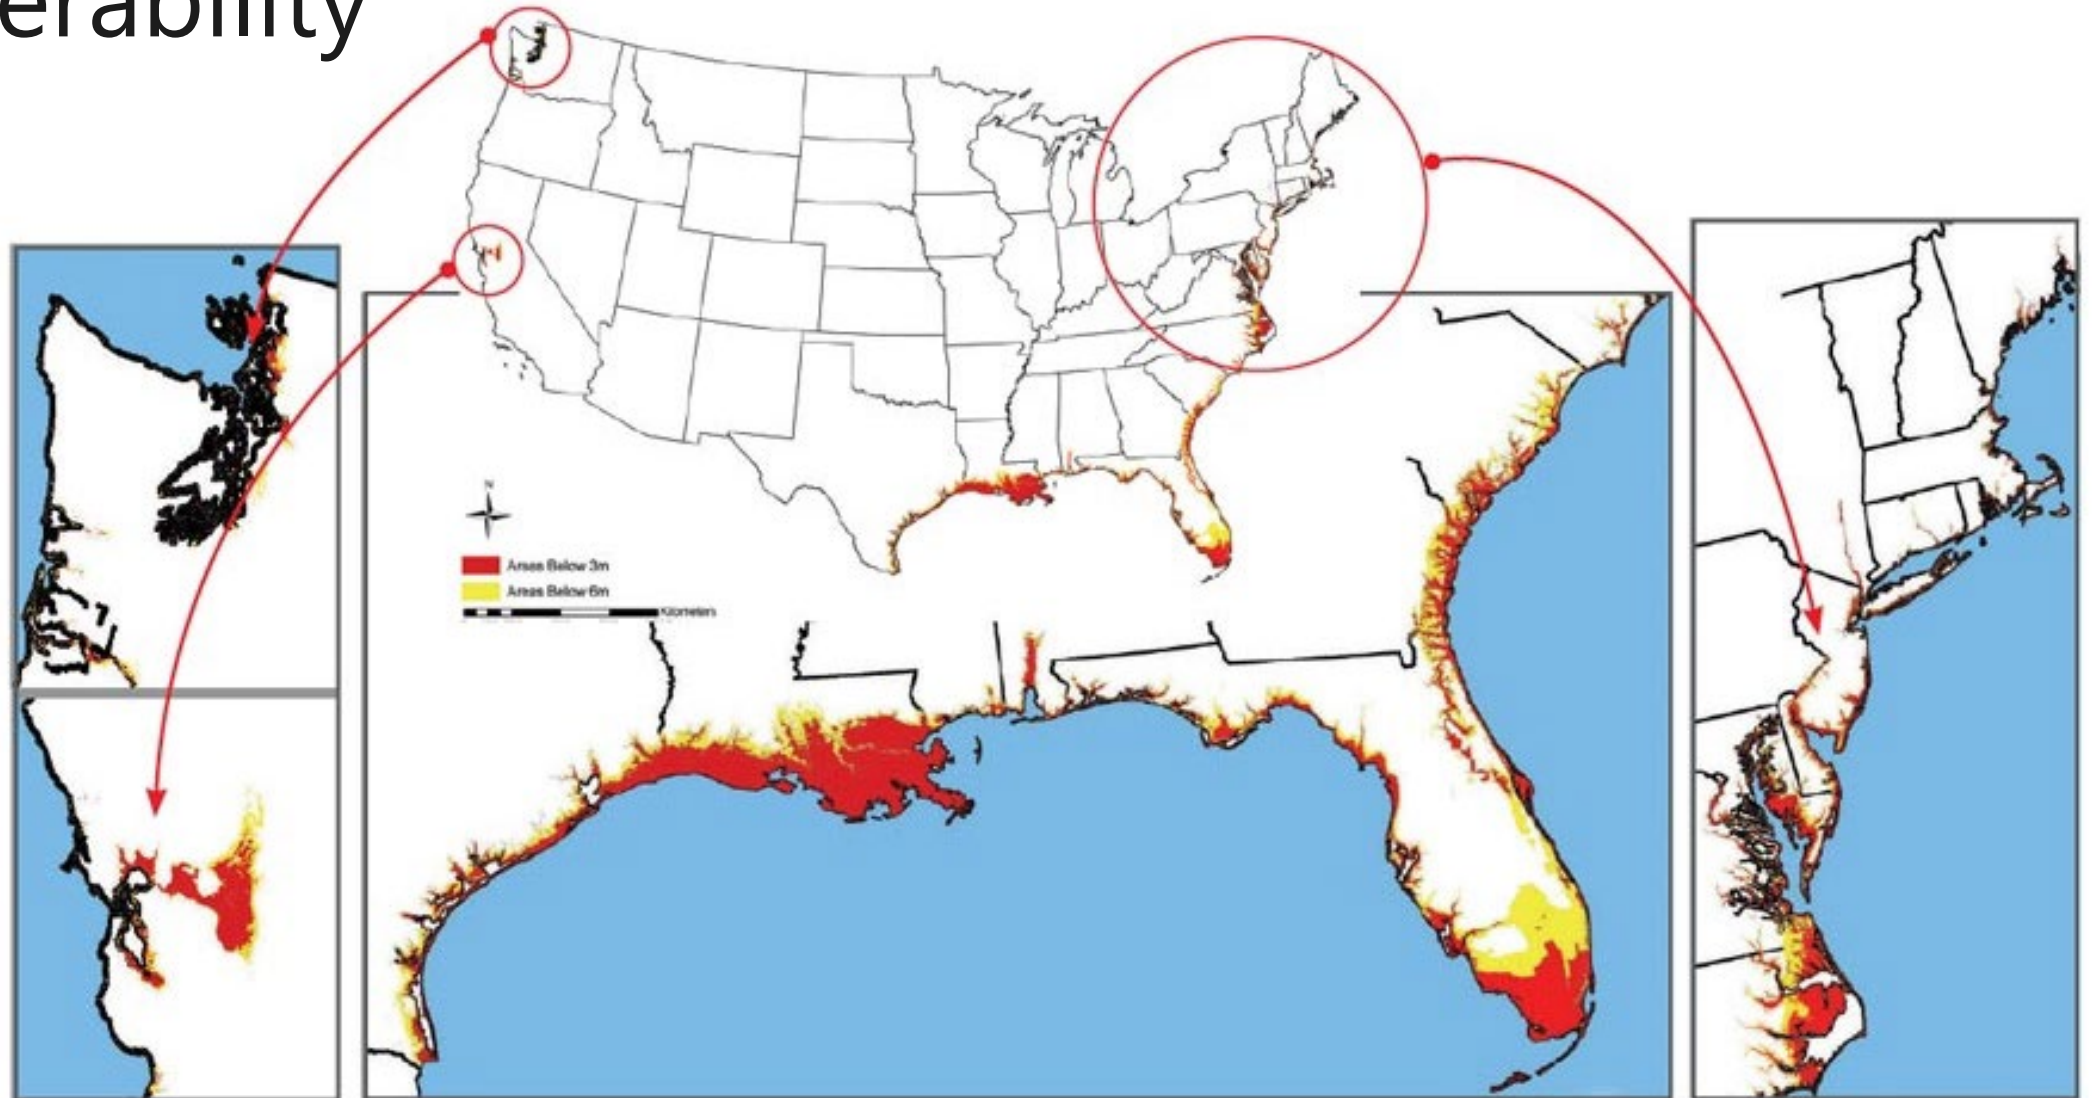 erability
N
Areas Below 3m
Areas Below 6m
Kilometers